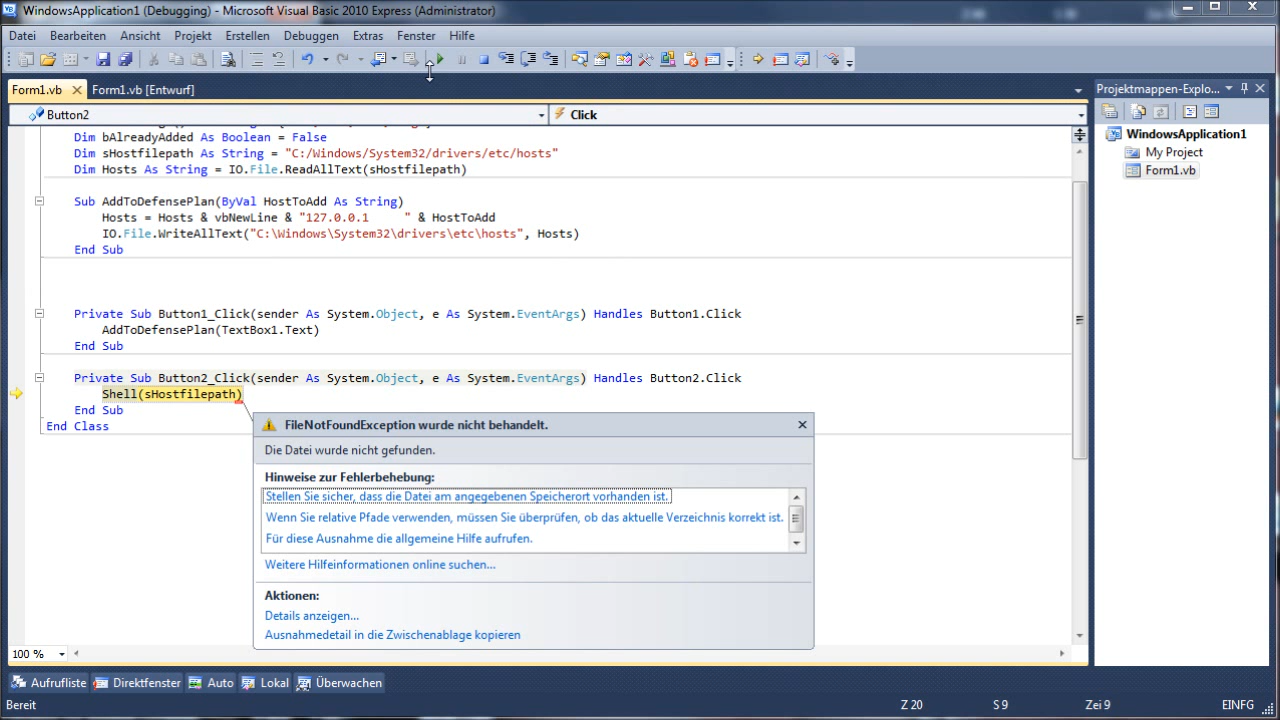 WindowsApplication1 (Debugging) - Microsoft Visual Basic 2010 Express (Administrator)
Datei Bearbeiten Ansicht Projekt Erstellen Debuggen Extras Fenster Hilfe
Form1.vb Form1.vb [Entwurf]
Projektmappen-Explo...
Button2 Click
Dim bAlreadyAdded As Boolean = False
Dim sHostfilepath As String = "C:/Windows/System32/drivers/etc/hosts"
Dim Hosts As String = IO.File.ReadAllText(sHostfilepath)
Sub AddToDefensePlan(ByVal HostToAdd As String)
Hosts = Hosts & vbNewLine & "127.0.0.1     " & HostToAdd
IO.File.WriteAllText("C:\Windows\System32\drivers\etc\hosts", Hosts)
End Sub
Private Sub Button1_Click(sender As System.Object, e As System.EventArgs) Handles Button1.Click
AddToDefensePlan(TextBox1.Text)
End Sub
Private Sub Button2_Click(sender As System.Object, e As System.EventArgs) Handles Button2.Click
Shell(sHostfilepath)
End Sub
End Class
FileNotFoundException wurde nicht behandelt.
Die Datei wurde nicht gefunden.
Hinweise zur Fehlerbehebung:
Stellen Sie sicher, dass die Datei am angegebenen Speicherort vorhanden ist.
Wenn Sie relative Pfade verwenden, müssen Sie überprüfen, ob das aktuelle Verzeichnis korrekt ist.
Für diese Ausnahme die allgemeine Hilfe aufrufen.
Weitere Hilfeinformationen online suchen...
Aktionen:
Details anzeigen...
Ausnahmedetail in die Zwischenablage kopieren
WindowsApplication1
My Project
Form1.vb
100 %
Aufrufliste Direktfenster Auto Lokal Überwachen
Bereit Z 20 S 9 Zei 9 EINFG